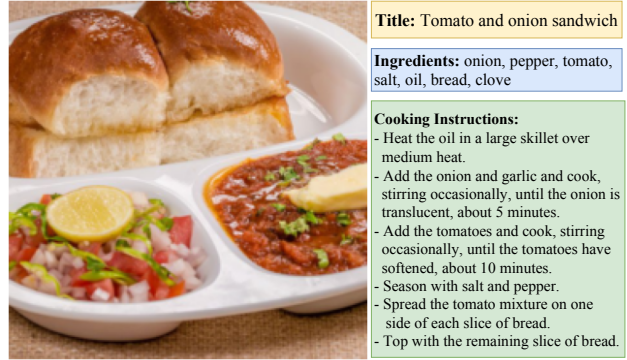 Title: Tomato and onion sandwich
Ingredients: onion, pepper, tomato,
salt, oil, bread, clove
Cooking Instructions:
- Heat the oil in a large skillet over
medium heat.
- Add the onion and garlic and cook,
stirring occasionally, until the onion is
translucent, about 5 minutes.
- Add the tomatoes and cook, stirring
occasionally, until the tomatoes have
softened, about 10 minutes.
- Season with salt and pepper.
- Spread the tomato mixture on one
side of each slice of bread.
- Top with the remaining slice of bread.